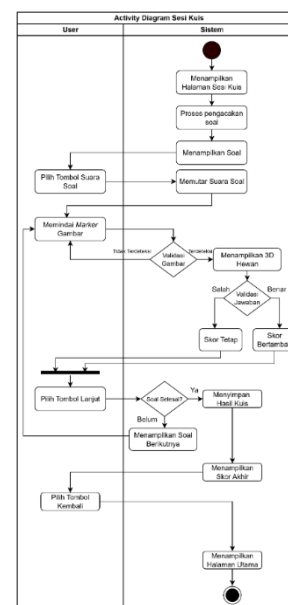 Activity Diagram Sesi Kuis
User
Sistem
Menampilkan
Halaman Sesi Kuis
Proses pengacakan
soal
Menampilkan Soal
Pilih Tombol Suara
Soal
Memutar Suara Soal
Memindai Marker
Gambar
Tidak Terdeteksi
Validasi
Gambar
Terdeteksi
Menampilkan 3D
Hewan
Salah
Benar
Validasi
Jawaban
Skor Tetap
Skor
Bertambah
Pilih Tombol Lanjut
Soal Selesai?
Ya
Menyimpan
Hasil Kuis
Belum
Menampilkan Soal
Berikutnya
Menampilkan
Skor Akhir
Pilih Tombol
Kembali
Menampilkan
Halaman Utama